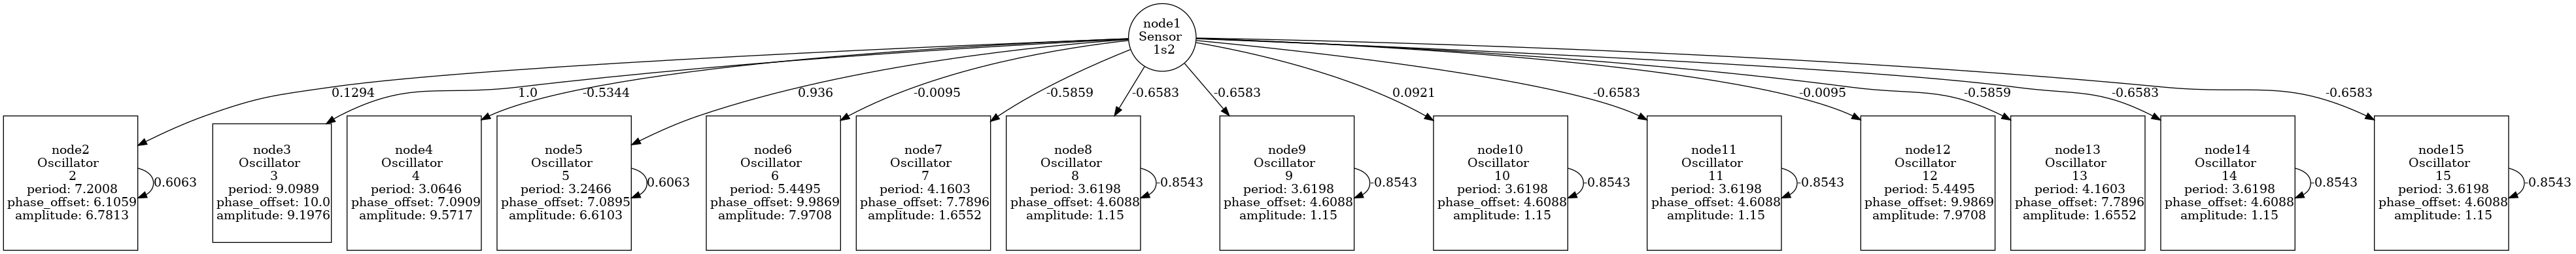 node1
Sensor
1s2
0.1294
1.0
-0.5344
0.936
-0.0095
-0.5859
-0.6583
-0.6583
0.0921
-0.6583
-0.0095
-0.5859
-0.6583
-0.6583
node2
Oscillator
2
period: 7.2008
phase_offset: 6.1059
amplitude: 6.7813
0.6063
node3
Oscillator
3
period: 9.0989
phase_offset: 10.0
amplitude: 9.1976
node4
Oscillator
4
period: 3.0646
phase_offset: 7.0909
amplitude: 9.5717
node5
Oscillator
5
period: 3.2466
phase_offset: 7.0895
amplitude: 6.6103
0.6063
node6
Oscillator
6
period: 5.4495
phase_offset: 9.9869
amplitude: 7.9708
node7
Oscillator
7
period: 4.1603
phase_offset: 7.7896
amplitude: 1.6552
node8
Oscillator
8
period: 3.6198
phase_offset: 4.6088
amplitude: 1.15
-0.8543
node9
Oscillator
9
period: 3.6198
phase_offset: 4.6088
amplitude: 1.15
-0.8543
node10
Oscillator
10
period: 3.6198
phase_offset: 4.6088
amplitude: 1.15
-0.8543
node11
Oscillator
11
period: 3.6198
phase_offset: 4.6088
amplitude: 1.15
-0.8543
node12
Oscillator
12
period: 5.4495
phase_offset: 9.9869
amplitude: 7.9708
node13
Oscillator
13
period: 4.1603
phase_offset: 7.7896
amplitude: 1.6552
node14
Oscillator
14
period: 3.6198
phase_offset: 4.6088
amplitude: 1.15
-0.8543
node15
Oscillator
15
period: 3.6198
phase_offset: 4.6088
amplitude: 1.15
-0.8543